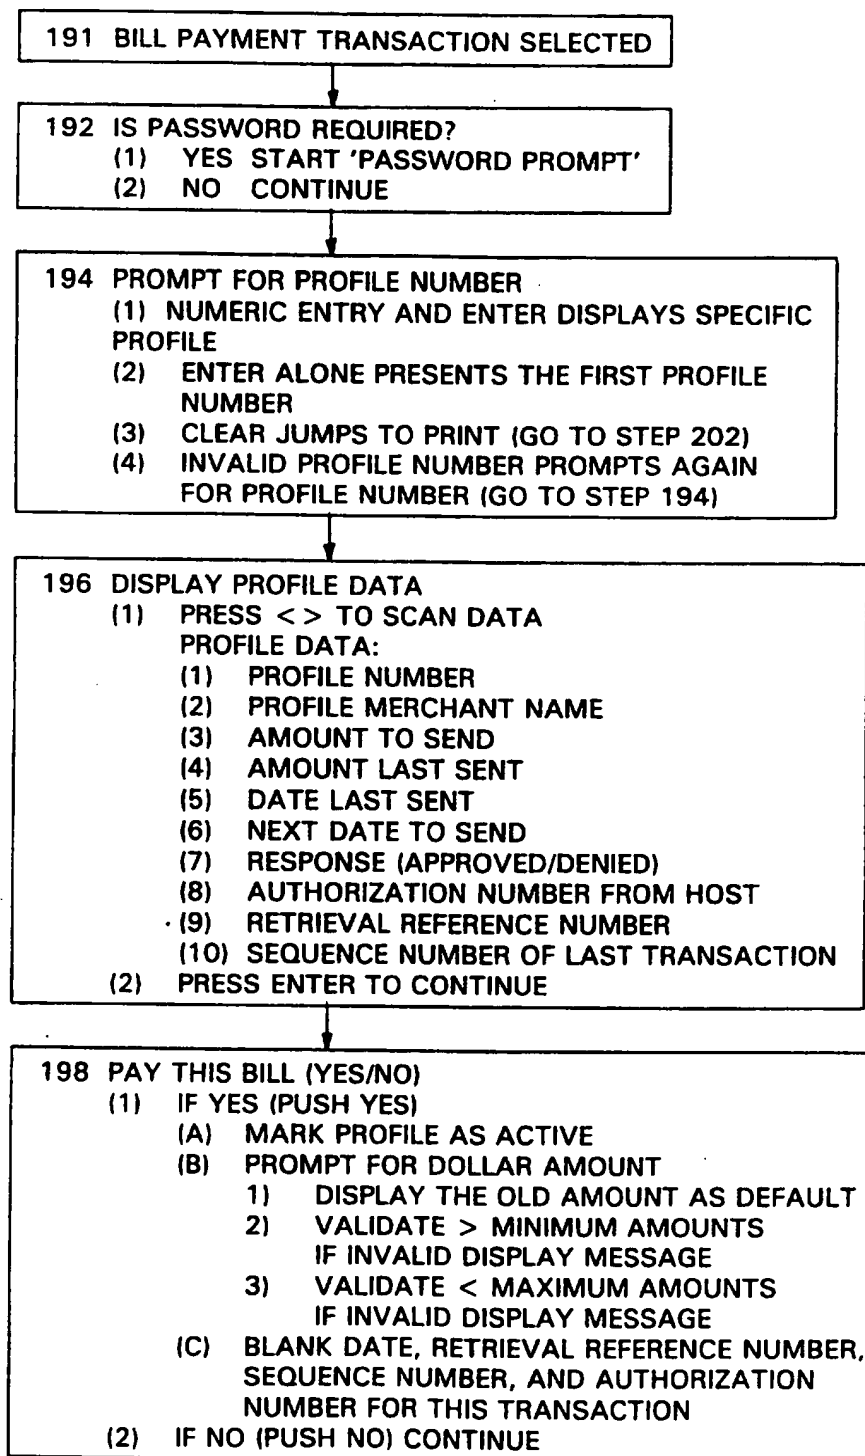 191 BILL PAYMENT TRANSACTION SELECTED
192 IS PASSWORD REQUIRED?
(1) YES START 'PASSWORD PROMPT'
(2) NO CONTINUE
194 PROMPT FOR PROFILE NUMBER
(1) NUMERIC ENTRY AND ENTER DISPLAYS SPECIFIC
PROFILE
(2) ENTER ALONE PRESENTS THE FIRST PROFILE
NUMBER
(3) CLEAR JUMPS TO PRINT (GO TO STEP 202)
(4) INVALID PROFILE NUMBER PROMPTS AGAIN
FOR PROFILE NUMBER (GO TO STEP 194)
196 DISPLAY PROFILE DATA
(1) PRESS < > TO SCAN DATA
PROFILE DATA:
(1) PROFILE NUMBER
(2) PROFILE MERCHANT NAME
(3) AMOUNT TO SEND
(4) AMOUNT LAST SENT
(5) DATE LAST SENT
(6) NEXT DATE TO SEND
(7) RESPONSE (APPROVED/DENIED)
(8) AUTHORIZATION NUMBER FROM HOST
(9) RETRIEVAL REFERENCE NUMBER
(10) SEQUENCE NUMBER OF LAST TRANSACTION
(2) PRESS ENTER TO CONTINUE
198 PAY THIS BILL (YES/NO)
(1) IF YES (PUSH YES)
(A) MARK PROFILE AS ACTIVE
(B) PROMPT FOR DOLLAR AMOUNT
1) DISPLAY THE OLD AMOUNT AS DEFAULT
2) VALIDATE > MINIMUM AMOUNTS
IF INVALID DISPLAY MESSAGE
3) VALIDATE < MAXIMUM AMOUNTS
IF INVALID DISPLAY MESSAGE
(C) BLANK DATE, RETRIEVAL REFERENCE NUMBER,
SEQUENCE NUMBER, AND AUTHORIZATION
NUMBER FOR THIS TRANSACTION
(2) IF NO (PUSH NO) CONTINUE